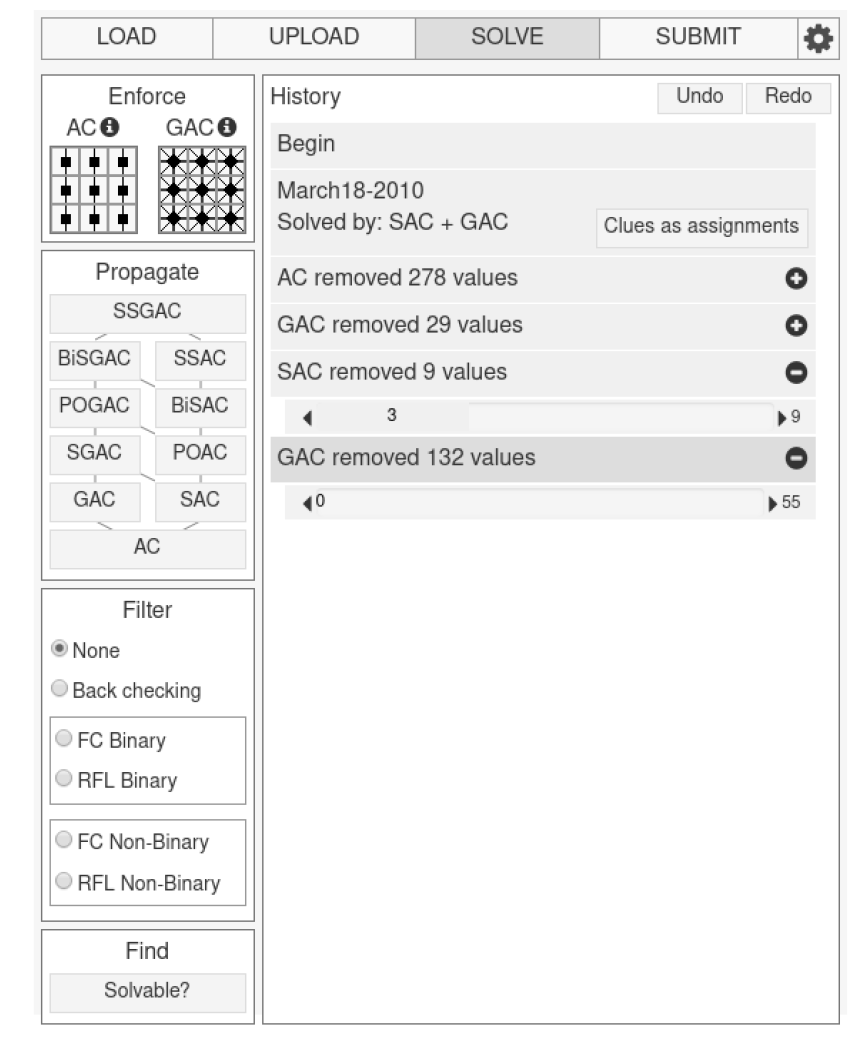 LOAD UPLOAD SOLVE SUBMIT
Enforce
AC GAC
Propagate
SSGAC
BiSGAC SSAC
POGAC BiSAC
SGAC POAC
GAC SAC
AC
Filter
None
Back checking
FC Binary
RFL Binary
FC Non-Binary
RFL Non-Binary
Find
Solvable?
History Undo Redo
Begin
March18-2010
Solved by: SAC + GAC Clues as assignments
AC removed 278 values
GAC removed 29 values
SAC removed 9 values
3 9
GAC removed 132 values
0 55